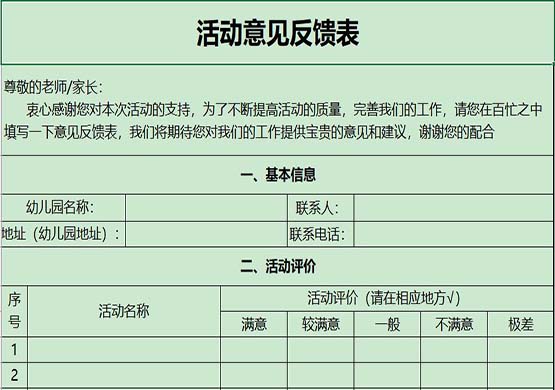 活动意见反馈表
尊敬的老师/家长：
衷心感谢您对本次活动的支持，为了不断提高活动的质量，完善我们的工作，请您在百忙之中
填写一下意见反馈表，我们将期待您对我们的工作提供宝贵的意见和建议，谢谢您的配合
一、基本信息
幼儿园名称： 联系人：
地址（幼儿园地址）： 联系电话：
二、活动评价
序号 活动名称 活动评价（请在相应地方√）
满意 较满意 一般 不满意 极差
1
2